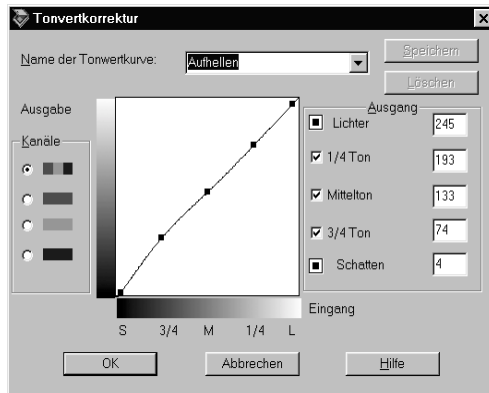 Tonvertkorrektur
Name der Tonwertkurve:
Aufhellen
Speichern
Löschen
Ausgabe
Kanäle
Ausgang
Lichter 245
1/4 Ton 193
Mittelton 133
3/4 Ton 74
Schatten 4
Eingang
S 3/4 M 1/4 L
OK Abbrechen Hilfe